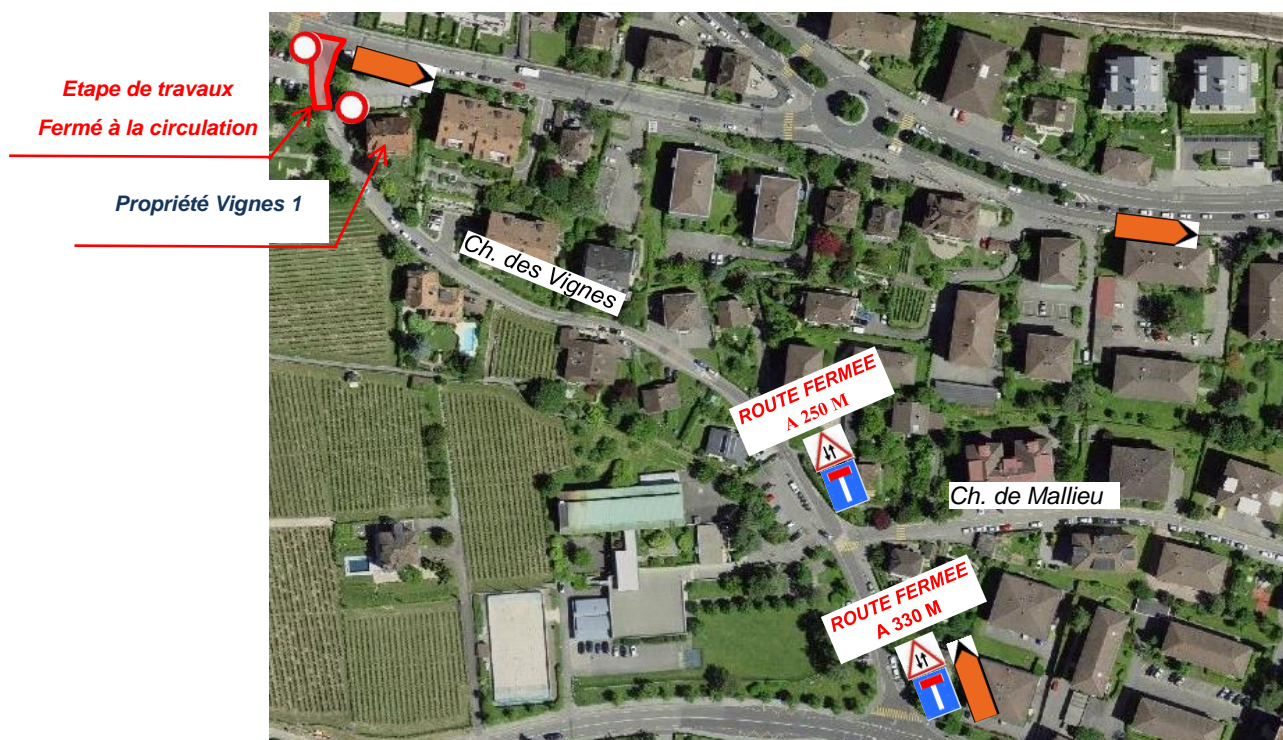 Etape de travaux
Fermé à la circulation
Propriété Vignes 1
Ch. des Vignes
ROUTE FERMEE
A 250 M
Ch. de Mallieu
ROUTE FERMEE
A 330 M